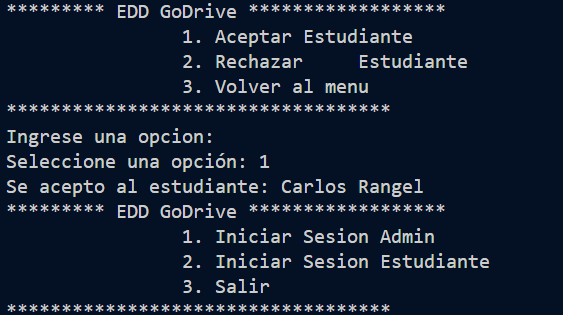 ********* EDD GoDrive ******************
1. Aceptar Estudiante
2. Rechazar     Estudiante
3. Volver al menu
***********************************
Ingrese una opcion:
Seleccione una opción: 1
Se acepto al estudiante: Carlos Rangel
********* EDD GoDrive ******************
1. Iniciar Sesion Admin
2. Iniciar Sesion Estudiante
3. Salir
***********************************